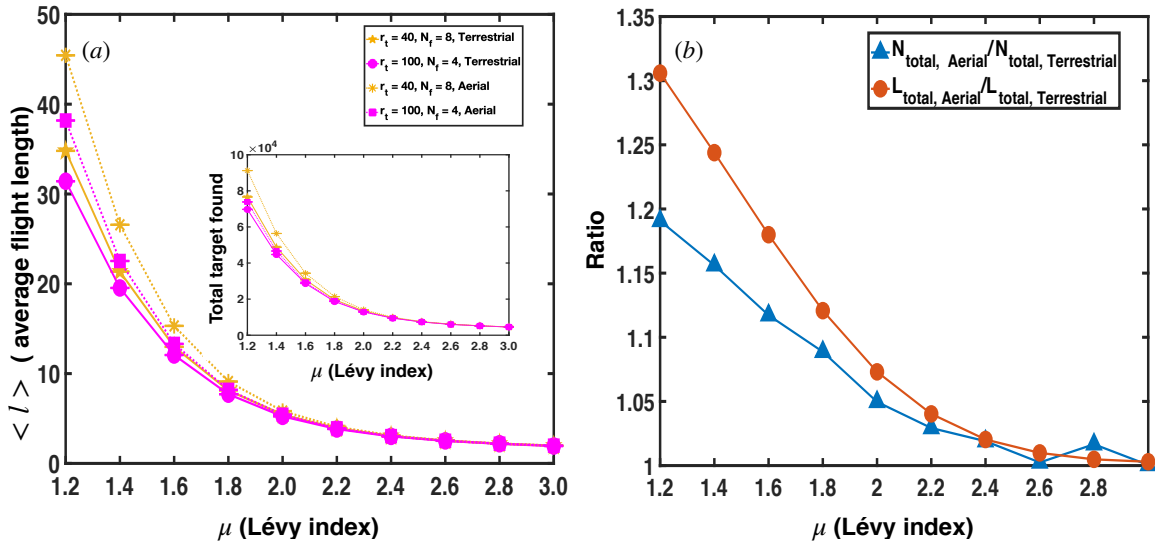 (a)
r_t = 40, N_f = 8, Terrestrial
r_t = 100, N_f = 4, Terrestrial
r_t = 40, N_f = 8, Aerial
r_t = 100, N_f = 4, Aerial
< l > ( average flight length)
50
40
30
20
10
0
1.2 1.4 1.6 1.8 2.0 2.2 2.4 2.6 2.8 3.0
μ (Lévy index)
×10^4
Total target found
10
8
6
4
2
0
1.2 1.4 1.6 1.8 2.0 2.2 2.4 2.6 2.8 3.0
μ (Lévy index)
(b)
N_total, Aerial/N_total, Terrestrial
L_total, Aerial/L_total, Terrestrial
Ratio
1.35
1.3
1.25
1.2
1.15
1.1
1.05
1
1.2 1.4 1.6 1.8 2 2.2 2.4 2.6 2.8
μ (Lévy index)